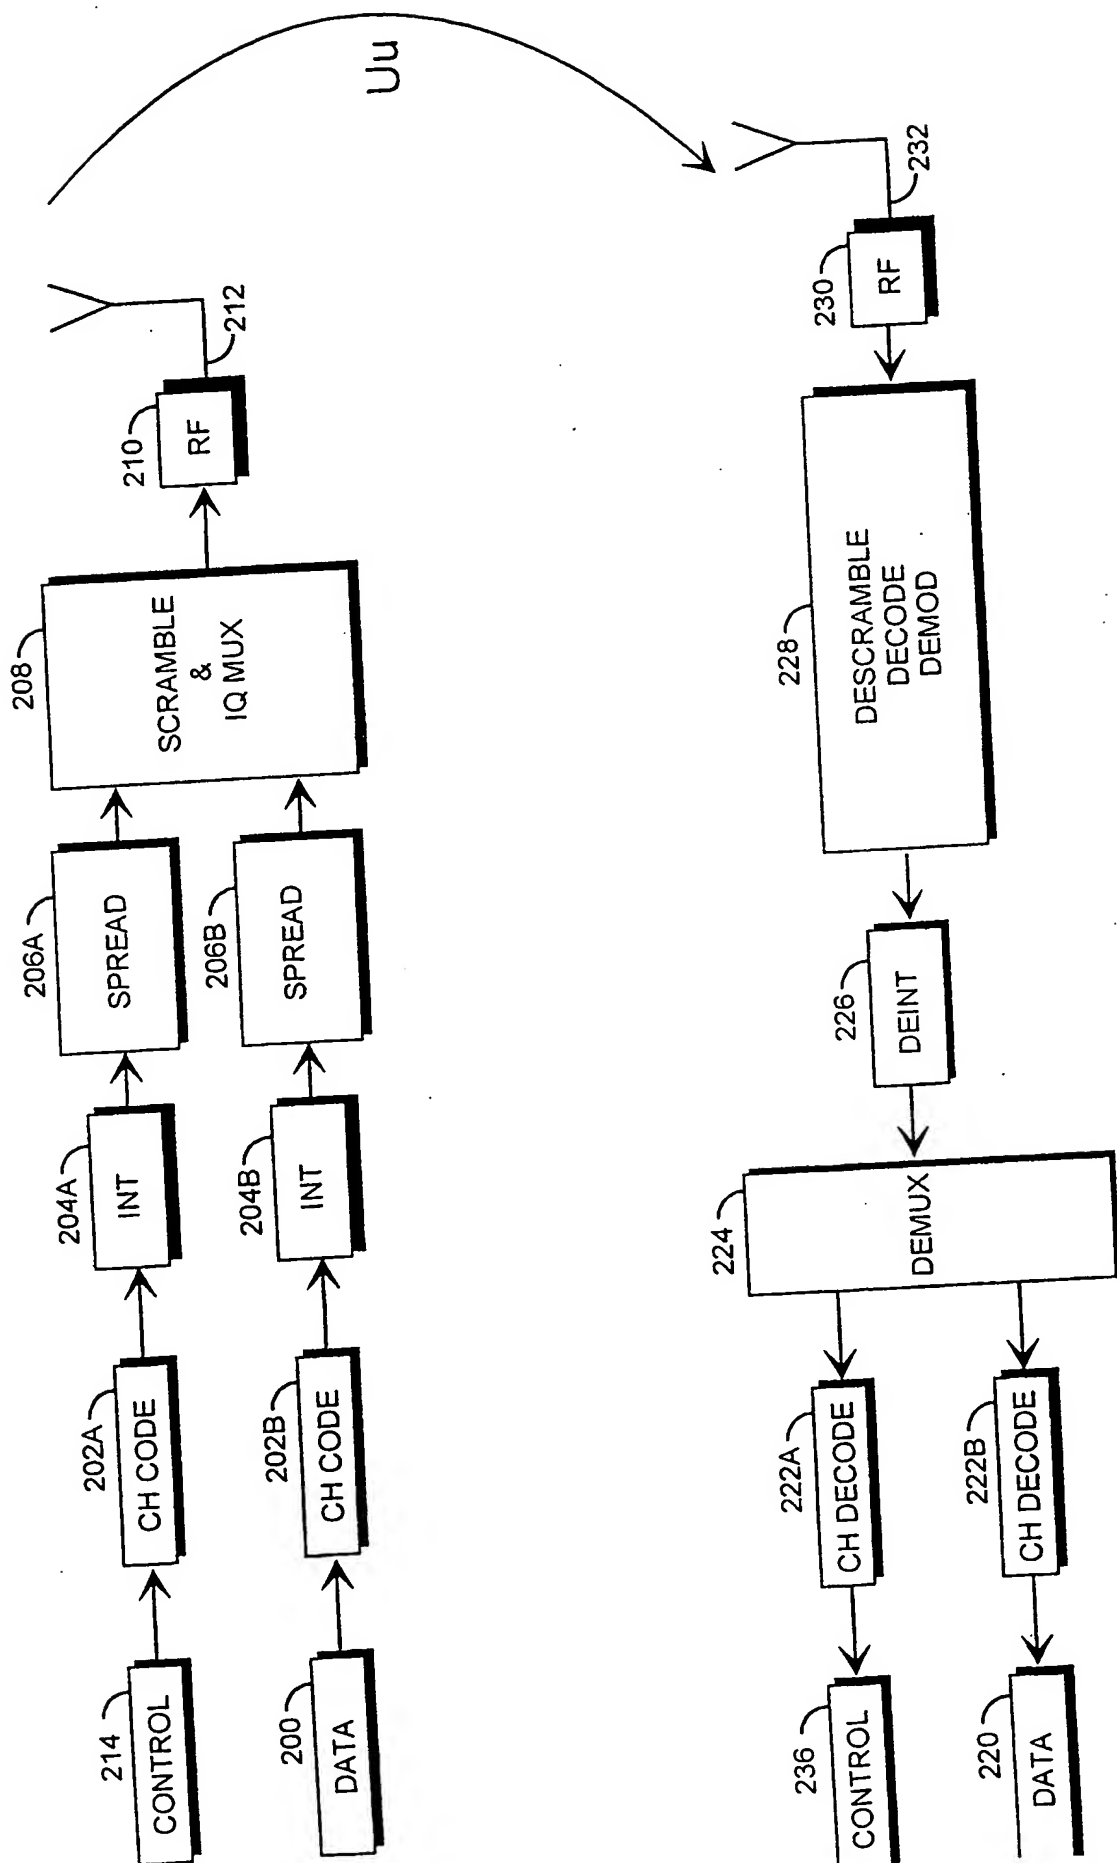 214
CONTROL
202A
CH CODE
204A
INT
206A
SPREAD
208
SCRAMBLE
&
IQ MUX
210
RF
212
200
DATA
202B
CH CODE
204B
INT
206B
SPREAD
Uu
236
CONTROL
222A
CH DECODE
224
DEMUX
226
DEINT
228
DESCRAMBLE
DECODE
DEMOD
230
RF
232
220
DATA
222B
CH DECODE